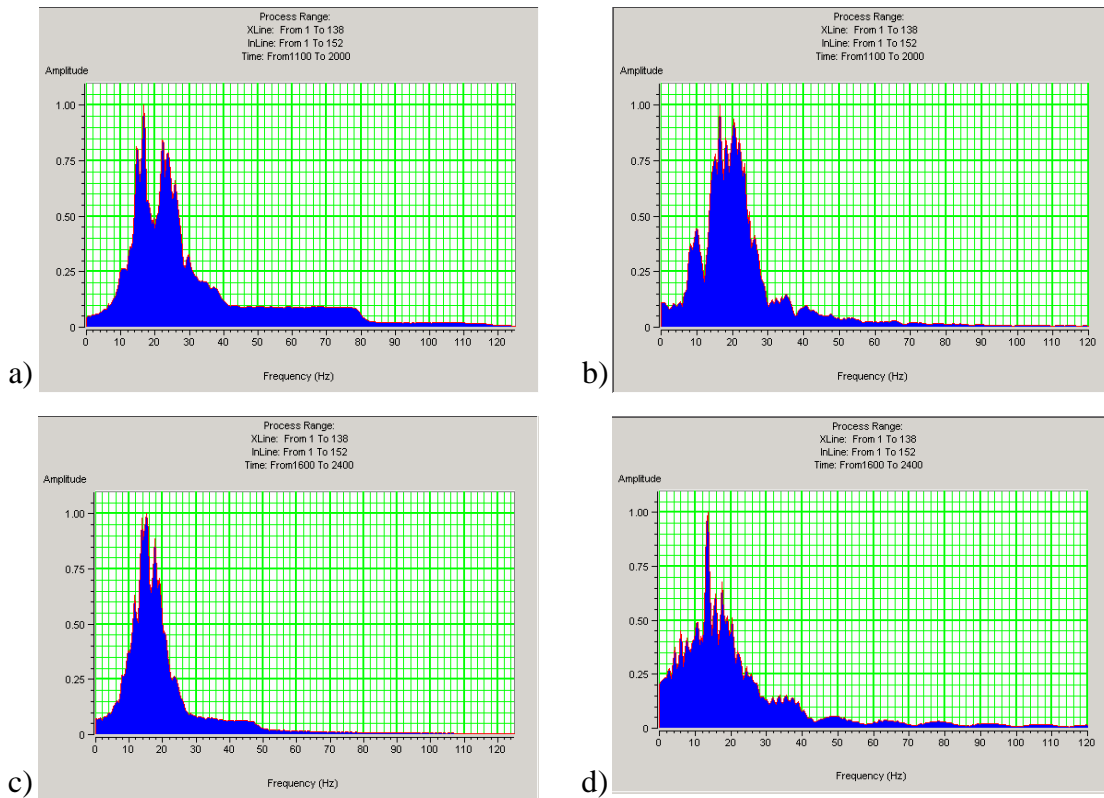 Process Range:
XLine: From 1 To 138
InLine: From 1 To 152
Time: From1100 To 2000
Amplitude
1.00
0.75
0.50
0.25
0
0 10 20 30 40 50 60 70 80 90 100 110 120
Frequency (Hz)
a)
Process Range:
XLine: From 1 To 138
InLine: From 1 To 152
Time: From1100 To 2000
Amplitude
1.00
0.75
0.50
0.25
0
0 10 20 30 40 50 60 70 80 90 100 110 120
Frequency (Hz)
b)
Process Range:
XLine: From 1 To 138
InLine: From 1 To 152
Time: From1600 To 2400
Amplitude
1.00
0.75
0.50
0.25
0
0 10 20 30 40 50 60 70 80 90 100 110 120
Frequency (Hz)
c)
Process Range:
XLine: From 1 To 138
InLine: From 1 To 152
Time: From1600 To 2400
Amplitude
1.00
0.75
0.50
0.25
0
0 10 20 30 40 50 60 70 80 90 100 110 120
Frequency (Hz)
d)